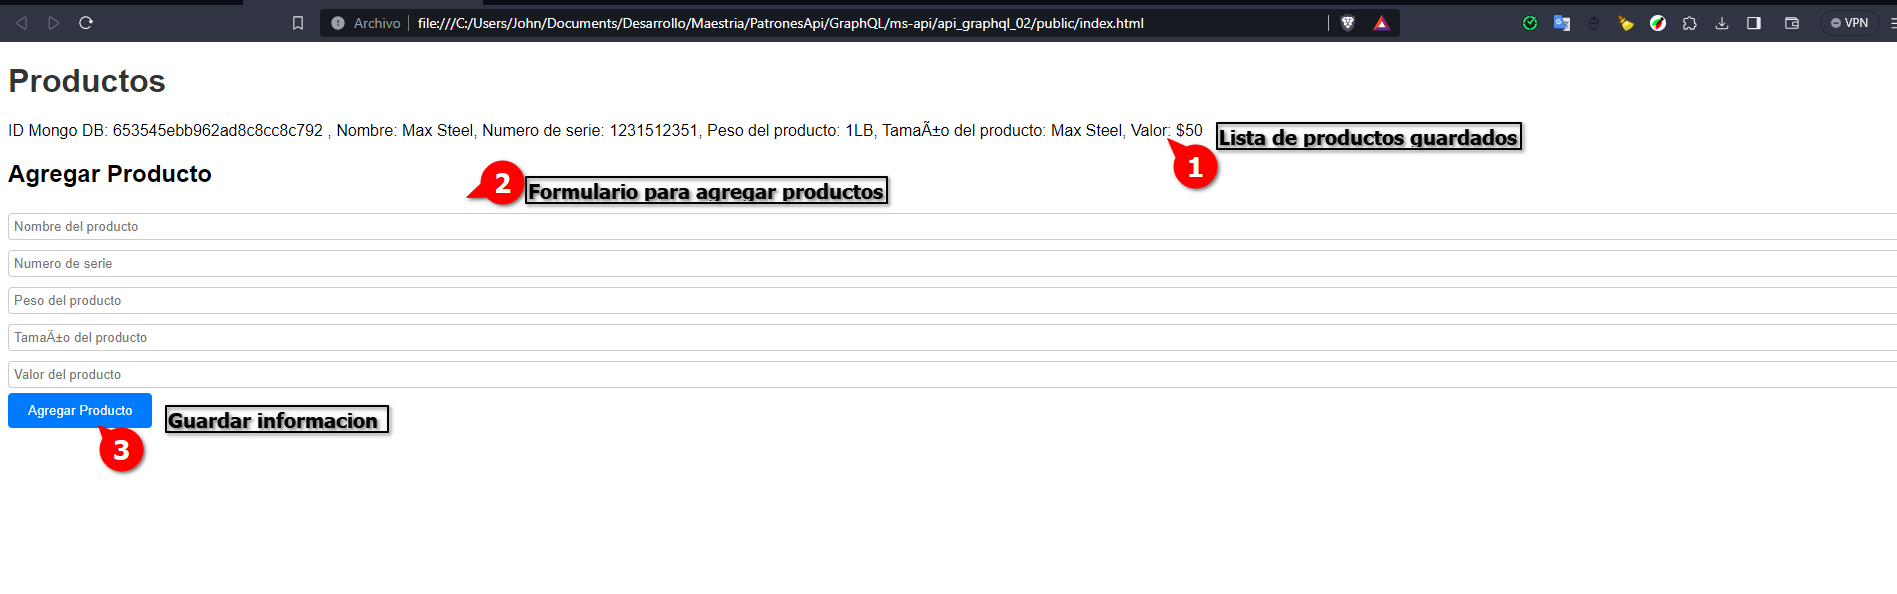 Archivo file:///C:/Users/John/Documents/Desarrollo/Maestria/PatronesApi/GraphQL/ms-api/api_graphql_02/public/index.html VPN
Productos
ID Mongo DB: 653545ebb962ad8c8cc8c792 , Nombre: Max Steel, Numero de serie: 1231512351, Peso del producto: 1LB, TamaÃ±o del producto: Max Steel, Valor: $50
Lista de productos guardados
1
Agregar Producto
2
Formulario para agregar productos
Nombre del producto
Numero de serie
Peso del producto
TamaÃ±o del producto
Valor del producto
Agregar Producto
Guardar informacion
3